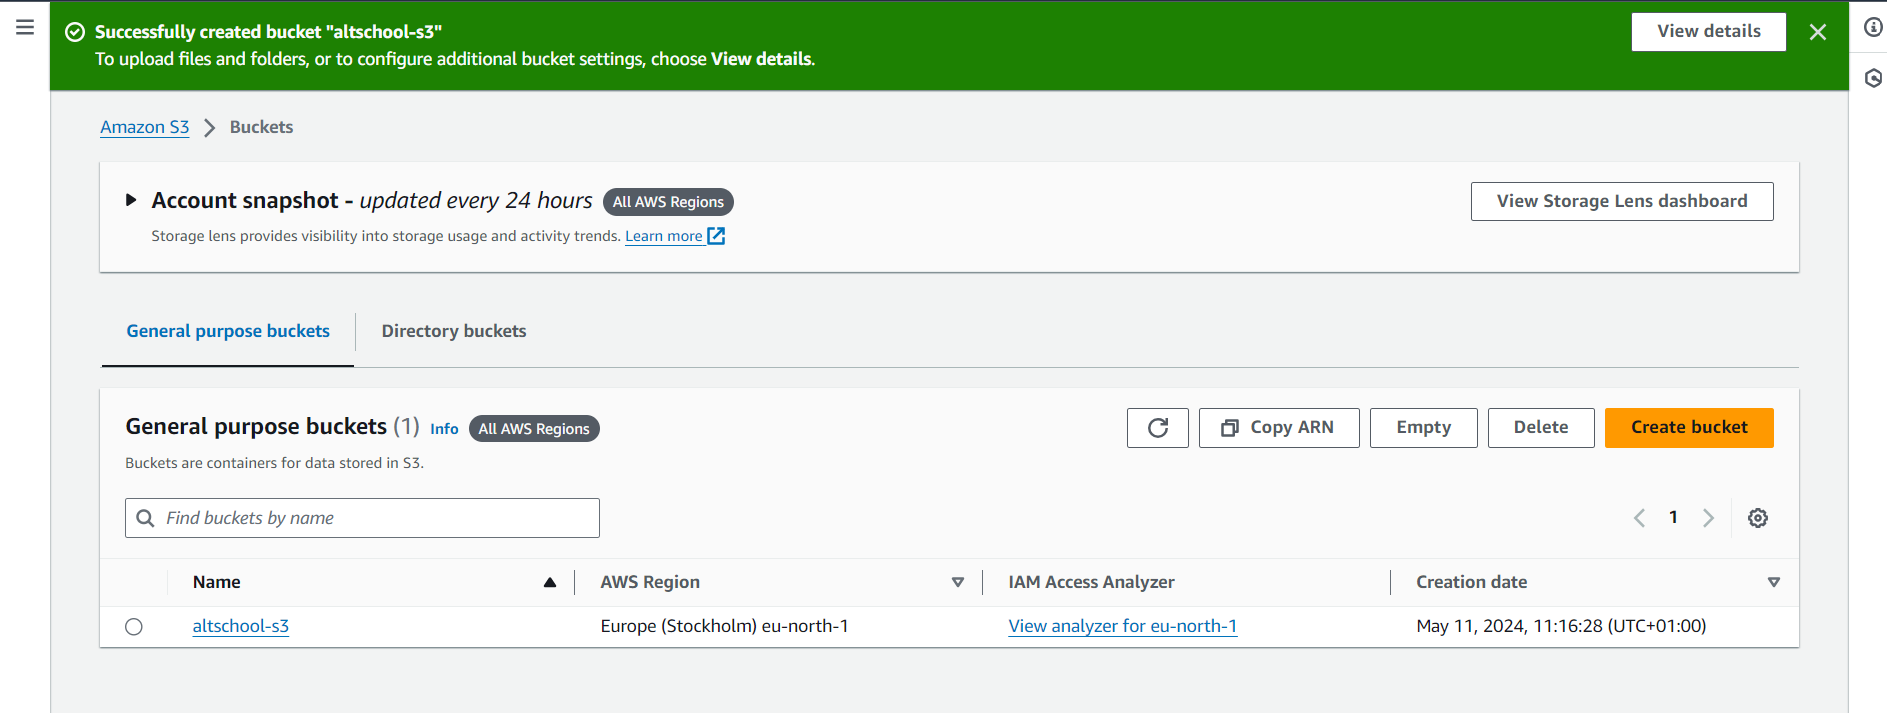 Successfully created bucket "altschool-s3"
View details
To upload files and folders, or to configure additional bucket settings, choose View details.
Amazon S3 Buckets
Account snapshot - updated every 24 hours All AWS Regions
View Storage Lens dashboard
Storage lens provides visibility into storage usage and activity trends. Learn more
General purpose buckets Directory buckets
General purpose buckets (1) Info All AWS Regions
Copy ARN Empty Delete Create bucket
Buckets are containers for data stored in S3.
Find buckets by name
1
Name AWS Region IAM Access Analyzer Creation date
altschool-s3 Europe (Stockholm) eu-north-1 View analyzer for eu-north-1 May 11, 2024, 11:16:28 (UTC+01:00)